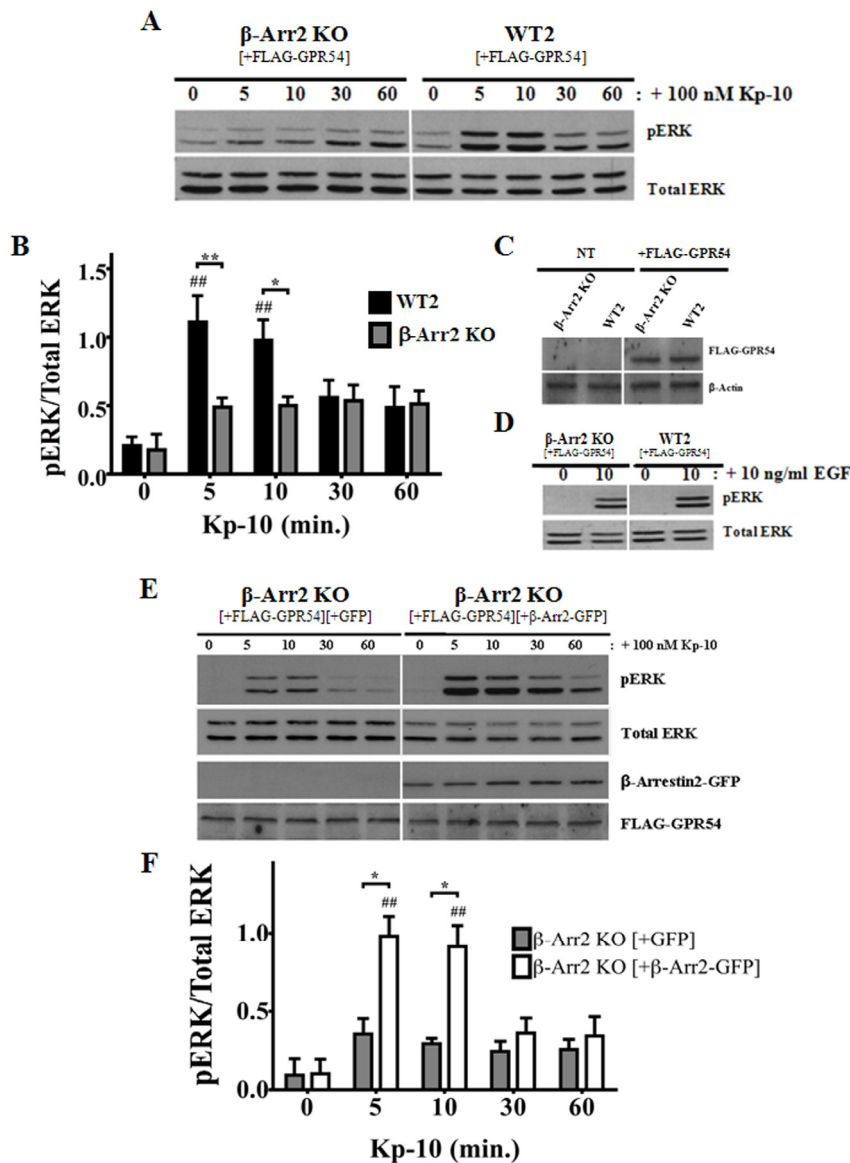 A
β-Arr2 KO
[+FLAG-GPR54]
WT2
[+FLAG-GPR54]
0 5 10 30 60 0 5 10 30 60 : + 100 nM Kp-10
pERK
Total ERK
B
pERK/Total ERK
1.5
1.0
0.5
0.0
** * ## ##
WT2
β-Arr2 KO
0 5 10 30 60
Kp-10 (min.)
C
NT +FLAG-GPR54
β-Arr2 KO WT2 β-Arr2 KO WT2
FLAG-GPR54
β-Actin
D
β-Arr2 KO
[+FLAG-GPR54]
WT2
[+FLAG-GPR54]
0 10 0 10 : + 10 ng/ml EGF
pERK
Total ERK
E
β-Arr2 KO
[+FLAG-GPR54][+GFP]
β-Arr2 KO
[+FLAG-GPR54][+β-Arr2-GFP]
0 5 10 30 60 0 5 10 30 60 : + 100 nM Kp-10
pERK
Total ERK
β-Arrestin2-GFP
FLAG-GPR54
F
pERK/Total ERK
1.0
0.5
0.0
* * ## ##
β-Arr2 KO [+GFP]
β-Arr2 KO [+β-Arr2-GFP]
0 5 10 30 60
Kp-10 (min.)